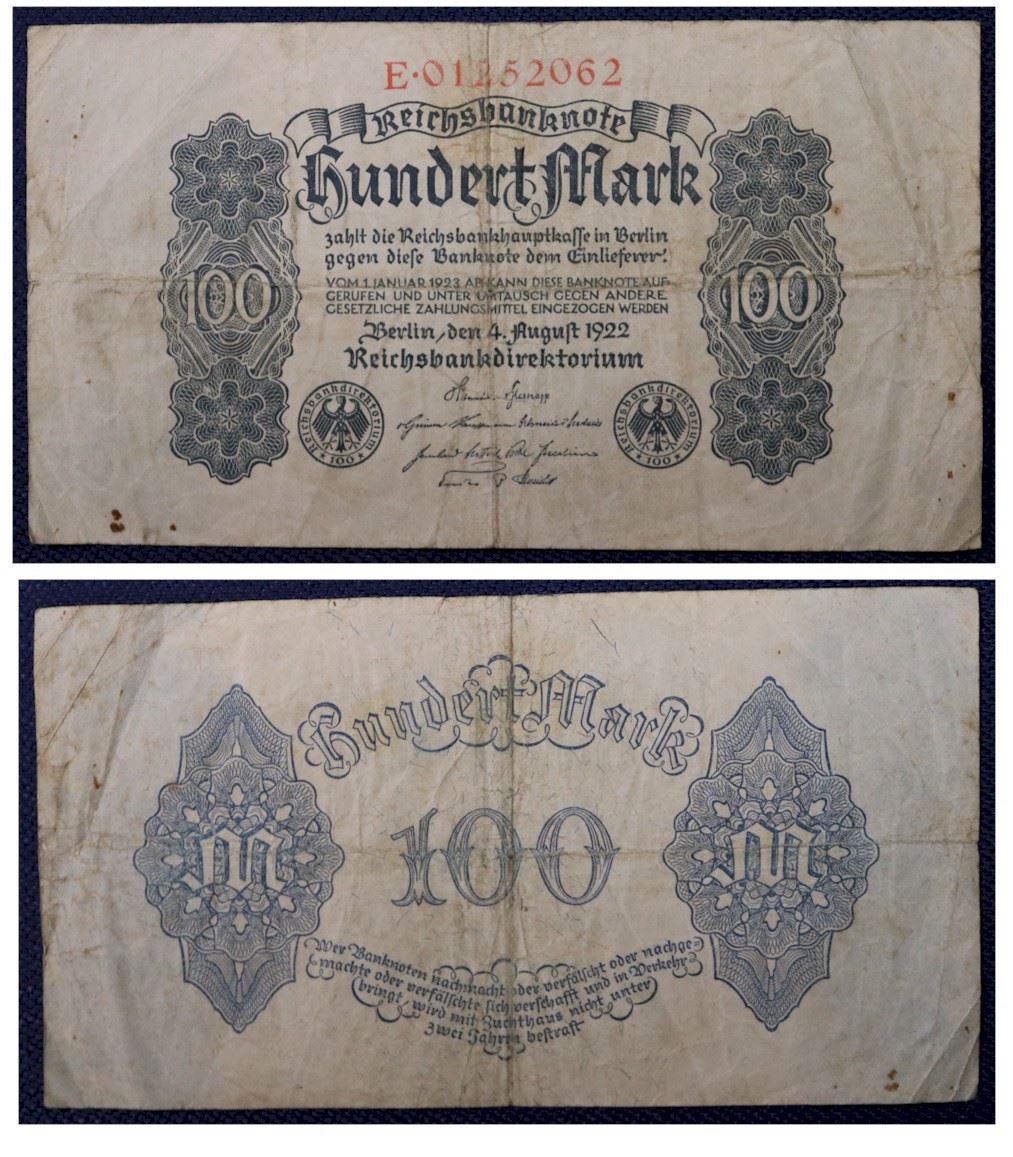 E·01252062
Reichsbanknote
Hundert Mark
zahlt die Reichsbankhauptkasse in Berlin
gegen diese Banknote dem Einlieferer!
VOM 1. JANUAR 1923 AB KANN DIESE BANKNOTE AUF-
GERUFEN UND UNTER UMTAUSCH GEGEN ANDERE
GESETZLICHE ZAHLUNGSMITTEL EINGEZOGEN WERDEN
100
100
Berlin, den 4. August 1922
Reichsbankdirektorium
Reichsbankdirektorium
100
Reichsbankdirektorium
100
Hundert Mark
M
100
M
Wer Banknoten nachmacht oder verfälscht oder nachge-
machte oder verfälschte sich verschafft und in Verkehr
bringt, wird mit Zuchthaus nicht unter
zwei Jahren bestraft